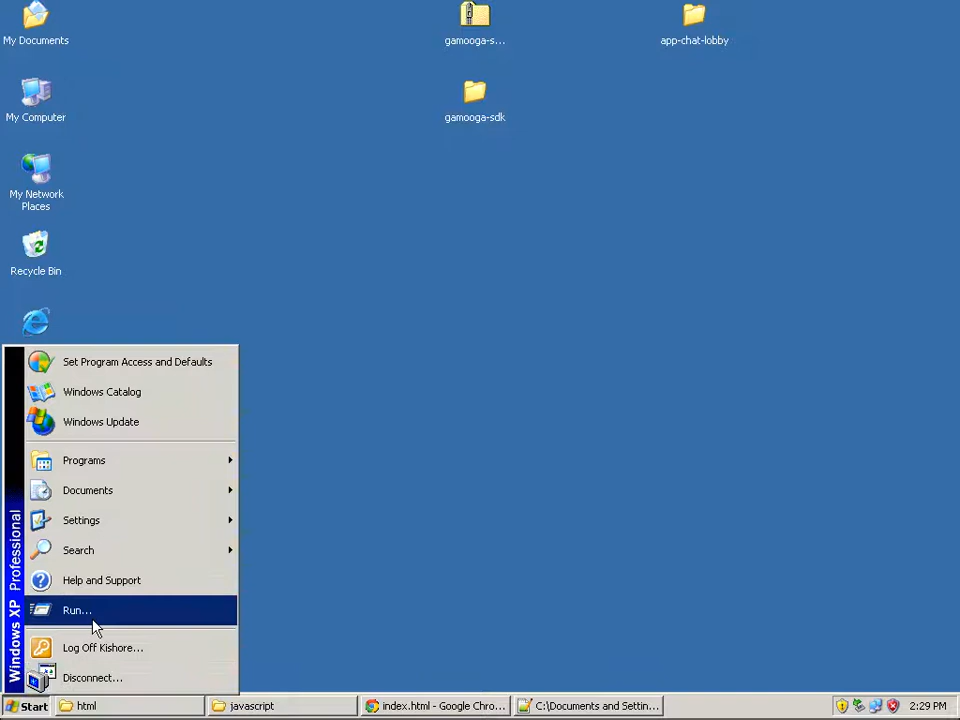 My Documents
gamooga-s...
app-chat-lobby
My Computer
gamooga-sdk
My Network
Places
Recycle Bin
Set Program Access and Defaults
Windows Catalog
Windows Update
Programs
Documents
Settings
Search
Help and Support
Run...
Log Off Kishore...
Disconnect...
Windows XP Professional
Start
html
javascript
index.html - Google Chro...
C:\Documents and Settin...
2:29 PM